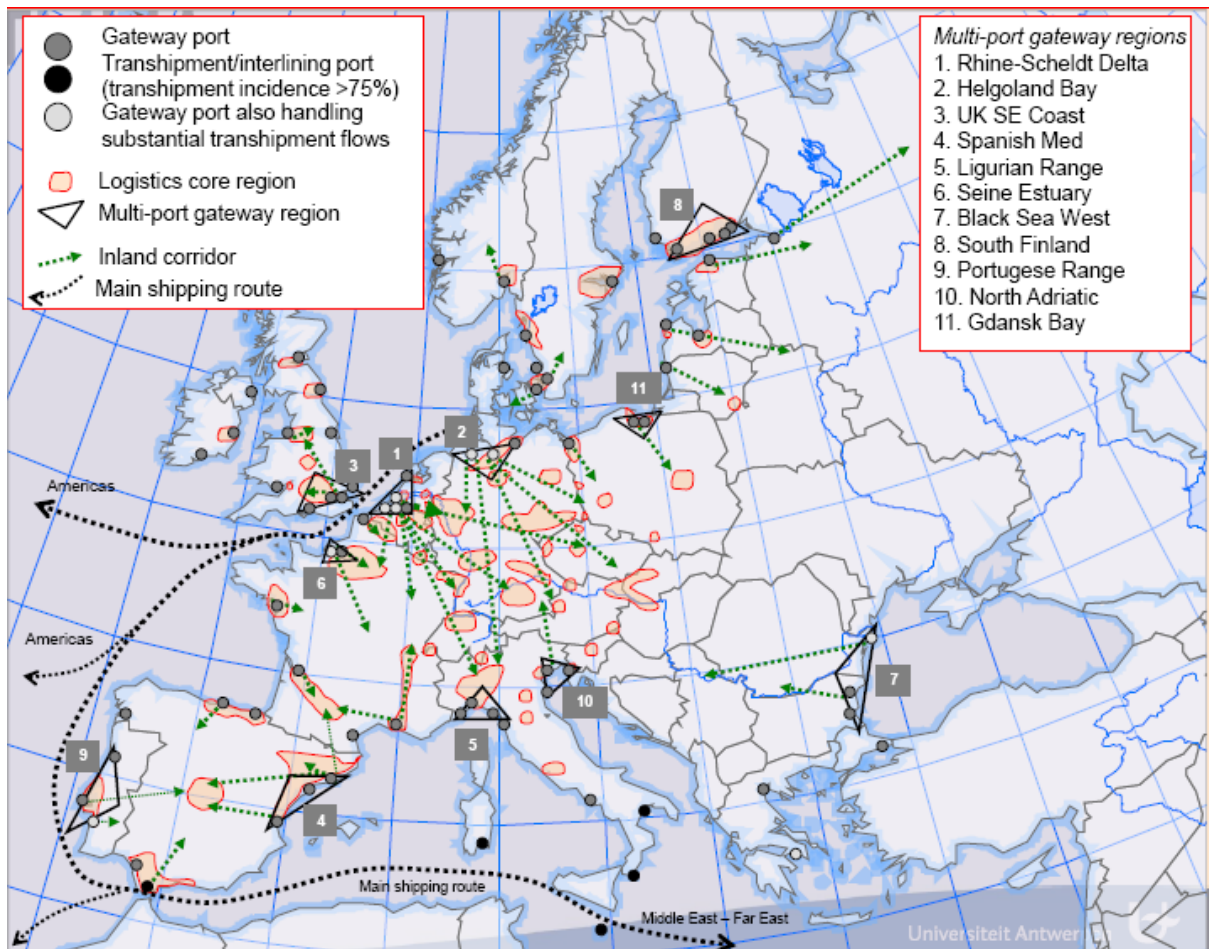 Gateway port
Transhipment/interlining port
(transhipment incidence >75%)
Gateway port also handling
substantial transhipment flows
Logistics core region
Multi-port gateway region
Inland corridor
Main shipping route
Multi-port gateway regions
1. Rhine-Scheldt Delta
2. Helgoland Bay
3. UK SE Coast
4. Spanish Med
5. Ligurian Range
6. Seine Estuary
7. Black Sea West
8. South Finland
9. Portugese Range
10. North Adriatic
11. Gdansk Bay
8
11
2
1
3
Americas
6
Americas
7
10
5
9
4
Main shipping route
Middle East – Far East
Universiteit Antwerpen